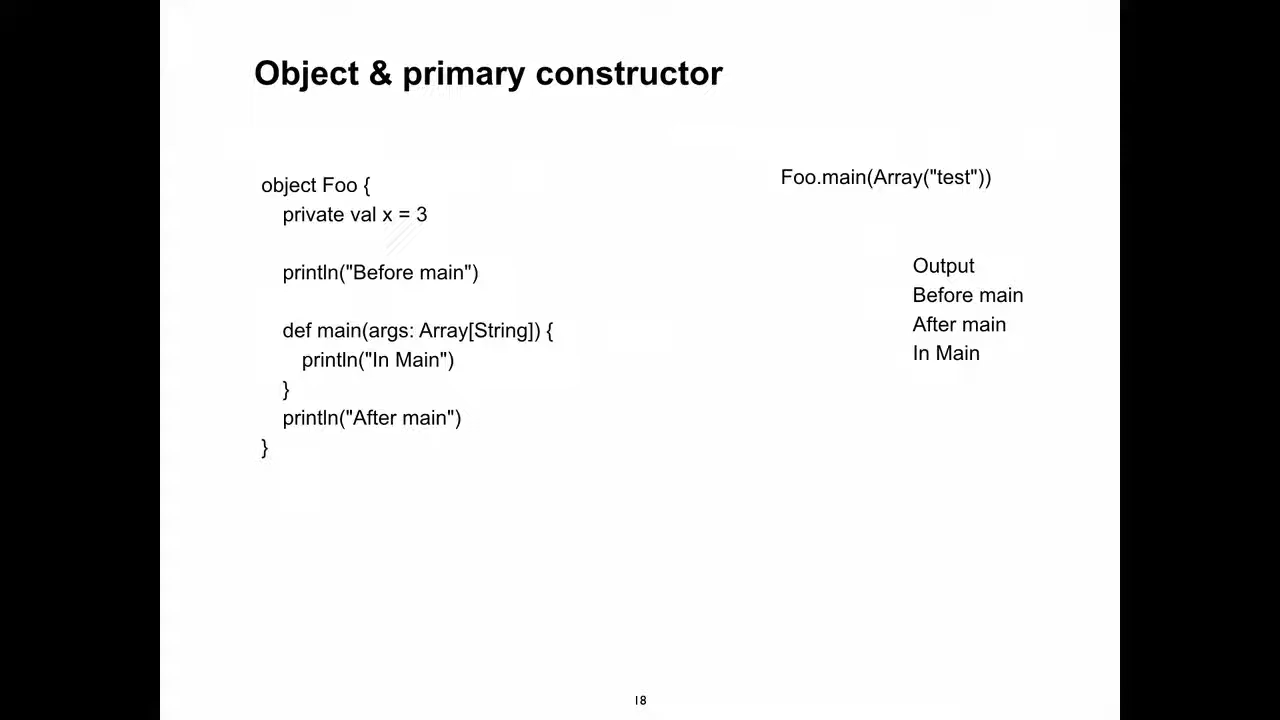 Object & primary constructor
object Foo {
private val x = 3
println("Before main")
def main(args: Array[String]) {
println("In Main")
}
println("After main")
}
Foo.main(Array("test"))
Output
Before main
After main
In Main
18